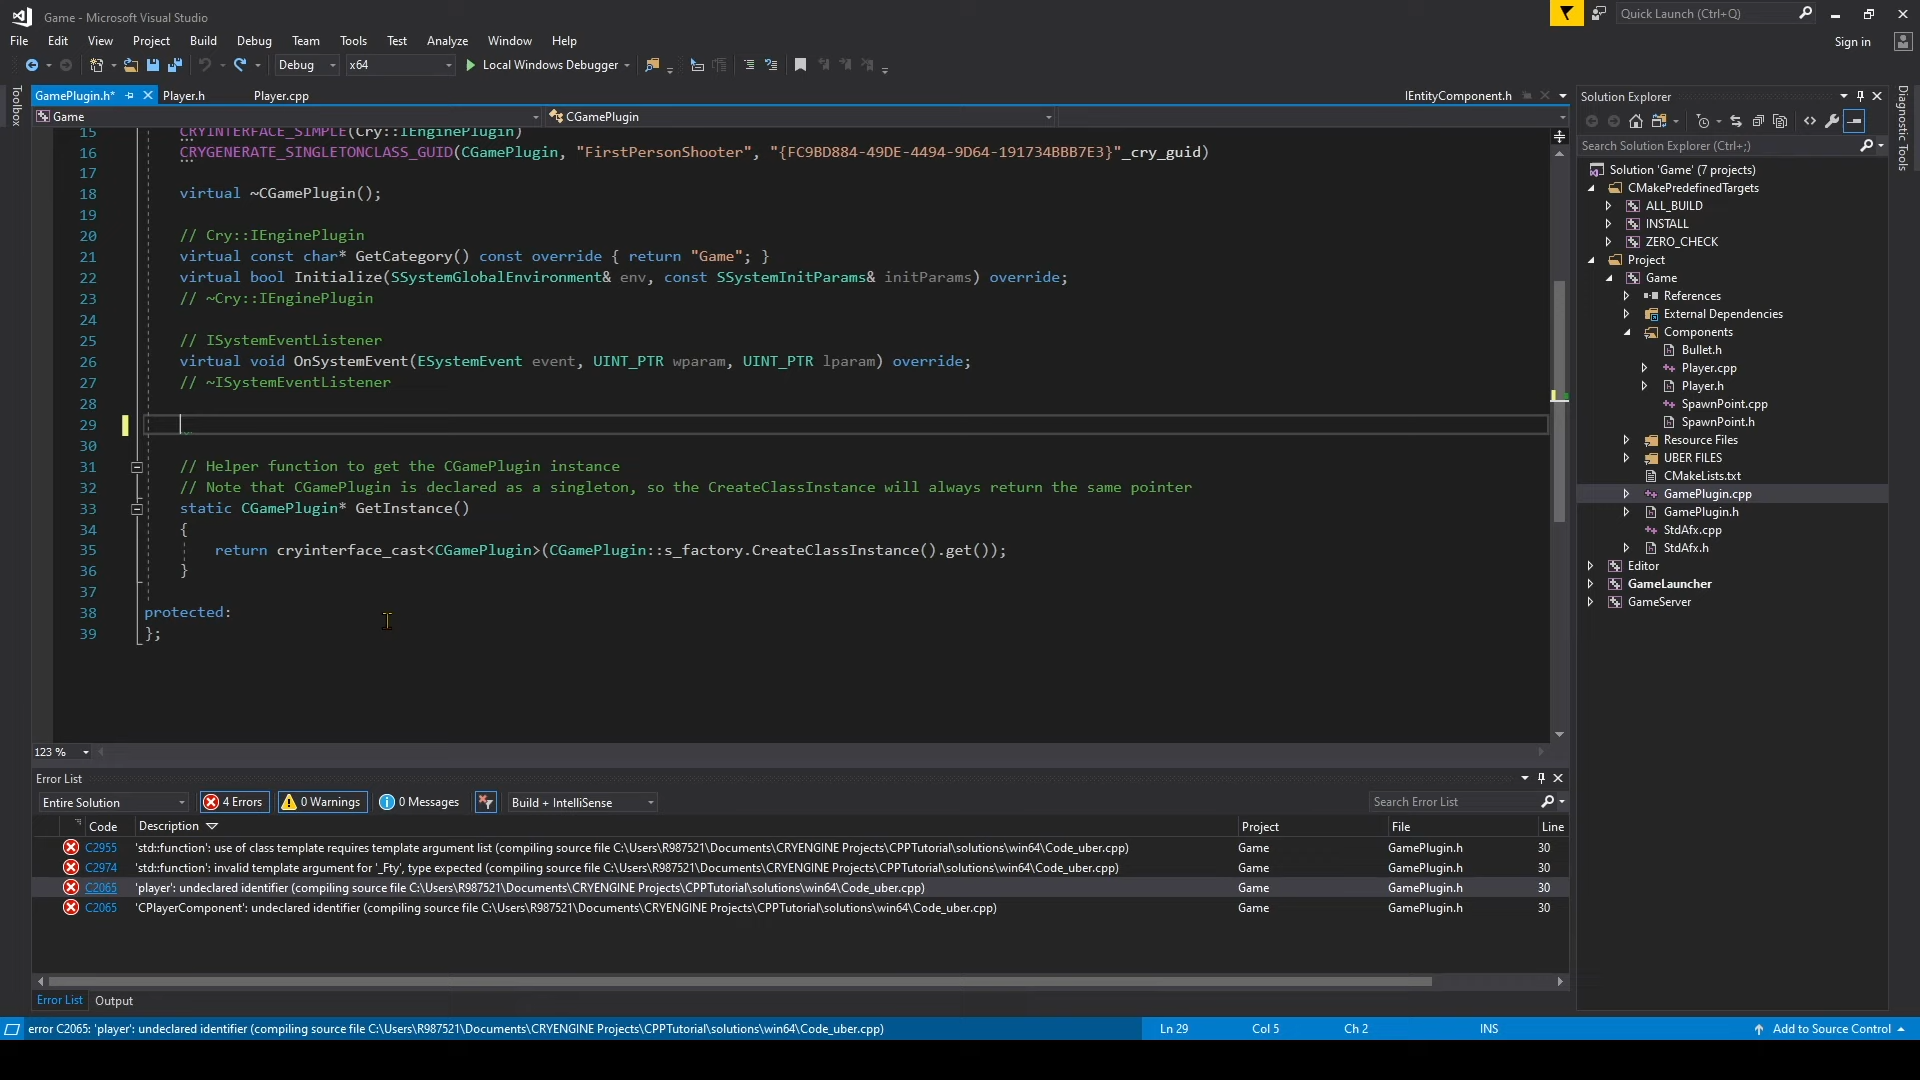 Game - Microsoft Visual Studio
Quick Launch (Ctrl+Q)
File Edit View Project Build Debug Team Tools Test Analyze Window Help
Sign in
Debug x64 Local Windows Debugger
GamePlugin.h* Player.h Player.cpp IEntityComponent.h
Game CGamePlugin
Toolbox
15 CRYINTERFACE_SIMPLE(Cry::IEnginePlugin)
16 CRYGENERATE_SINGLETONCLASS_GUID(CGamePlugin, "FirstPersonShooter", "{FC9BD884-49DE-4494-9D64-191734BBB7E3}"_cry_guid)
17
18 virtual ~CGamePlugin();
19
20 // Cry::IEnginePlugin
21 virtual const char* GetCategory() const override { return "Game"; }
22 virtual bool Initialize(SSystemGlobalEnvironment& env, const SSystemInitParams& initParams) override;
23 // ~Cry::IEnginePlugin
24
25 // ISystemEventListener
26 virtual void OnSystemEvent(ESystemEvent event, UINT_PTR wparam, UINT_PTR lparam) override;
27 // ~ISystemEventListener
28
29
30
31 // Helper function to get the CGamePlugin instance
32 // Note that CGamePlugin is declared as a singleton, so the CreateClassInstance will always return the same pointer
33 static CGamePlugin* GetInstance()
34 {
35 return cryinterface_cast<CGamePlugin>(CGamePlugin::s_factory.CreateClassInstance().get());
36 }
37
38 protected:
39 };
123 %
Solution Explorer
Search Solution Explorer (Ctrl+;)
Solution 'Game' (7 projects)
CMakePredefinedTargets
ALL_BUILD
INSTALL
ZERO_CHECK
Project
Game
References
External Dependencies
Components
Bullet.h
Player.cpp
Player.h
SpawnPoint.cpp
SpawnPoint.h
Resource Files
UBER FILES
CMakeLists.txt
GamePlugin.cpp
GamePlugin.h
StdAfx.cpp
StdAfx.h
Editor
GameLauncher
GameServer
Diagnostic Tools
Error List
Entire Solution 4 Errors 0 Warnings 0 Messages Build + IntelliSense Search Error List
Code Description Project File Line
C2955 'std::function': use of class template requires template argument list (compiling source file C:\Users\R987521\Documents\CRYENGINE Projects\CPPTutorial\solutions\win64\Code_uber.cpp) Game GamePlugin.h 30
C2974 'std::function': invalid template argument for '_Fty', type expected (compiling source file C:\Users\R987521\Documents\CRYENGINE Projects\CPPTutorial\solutions\win64\Code_uber.cpp) Game GamePlugin.h 30
C2065 'player': undeclared identifier (compiling source file C:\Users\R987521\Documents\CRYENGINE Projects\CPPTutorial\solutions\win64\Code_uber.cpp) Game GamePlugin.h 30
C2065 'CPlayerComponent': undeclared identifier (compiling source file C:\Users\R987521\Documents\CRYENGINE Projects\CPPTutorial\solutions\win64\Code_uber.cpp) Game GamePlugin.h 30
Error List Output
error C2065: 'player': undeclared identifier (compiling source file C:\Users\R987521\Documents\CRYENGINE Projects\CPPTutorial\solutions\win64\Code_uber.cpp) Ln 29 Col 5 Ch 2 INS Add to Source Control